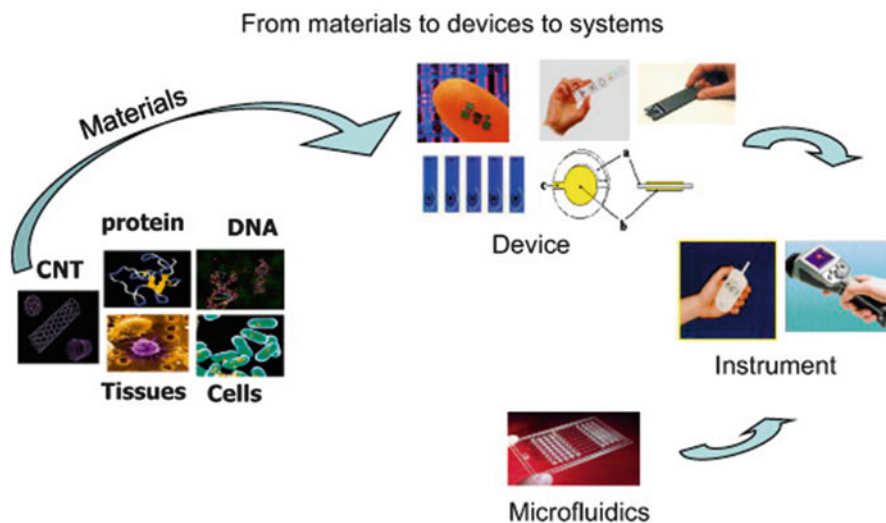 From materials to devices to systems
Materials
protein
DNA
CNT
Tissues
Cells
a
c
b
Device
Instrument
Microfluidics